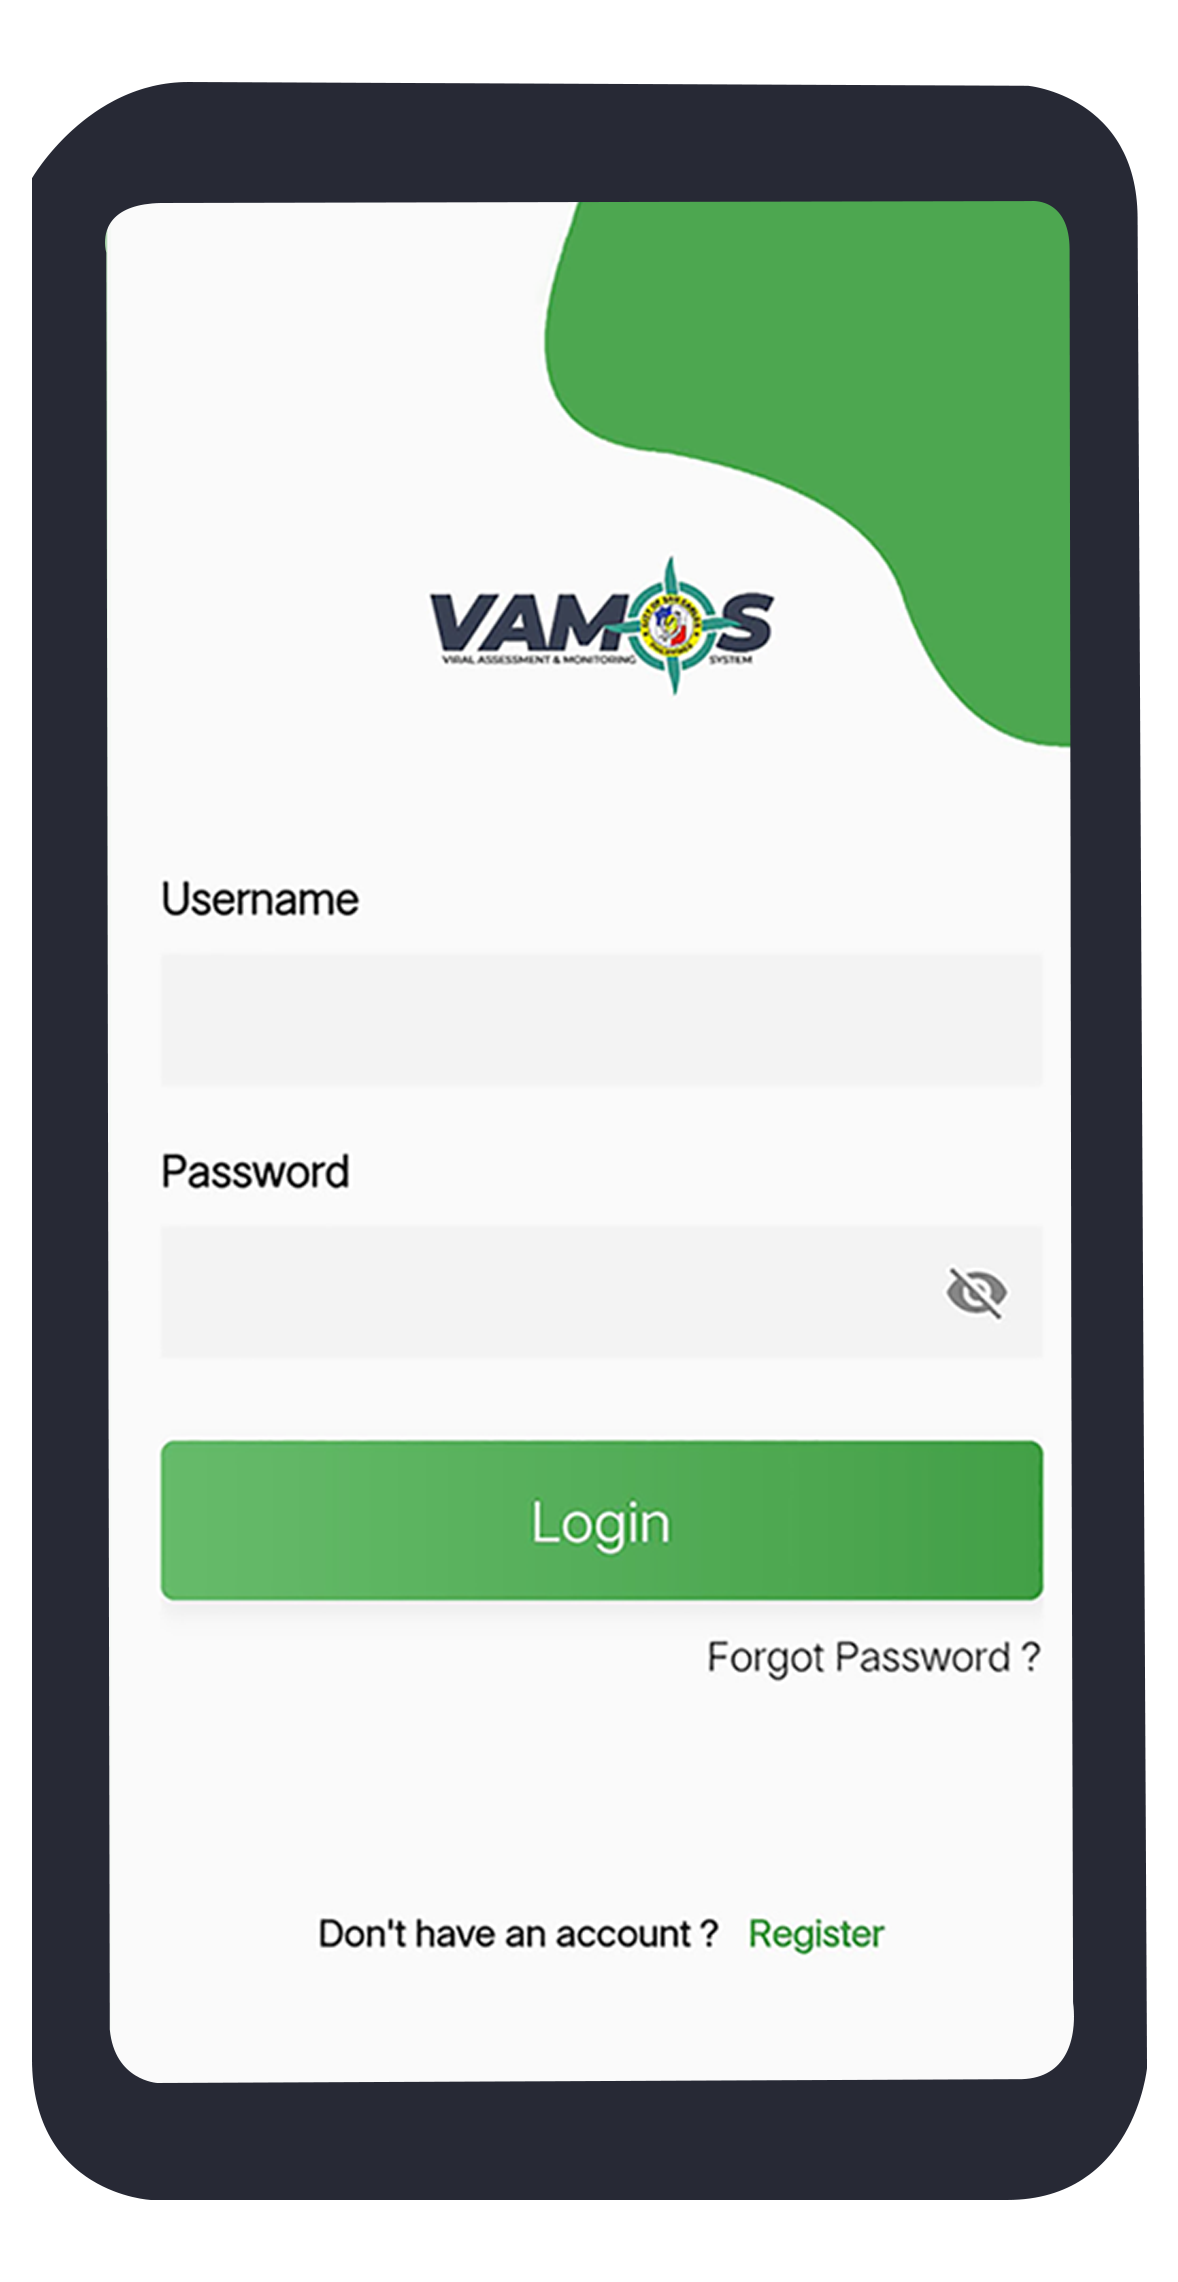 VAMOS
VIRAL ASSESSMENT & MONITORING SYSTEM
Username
Password
Login
Forgot Password ?
Don't have an account ? Register